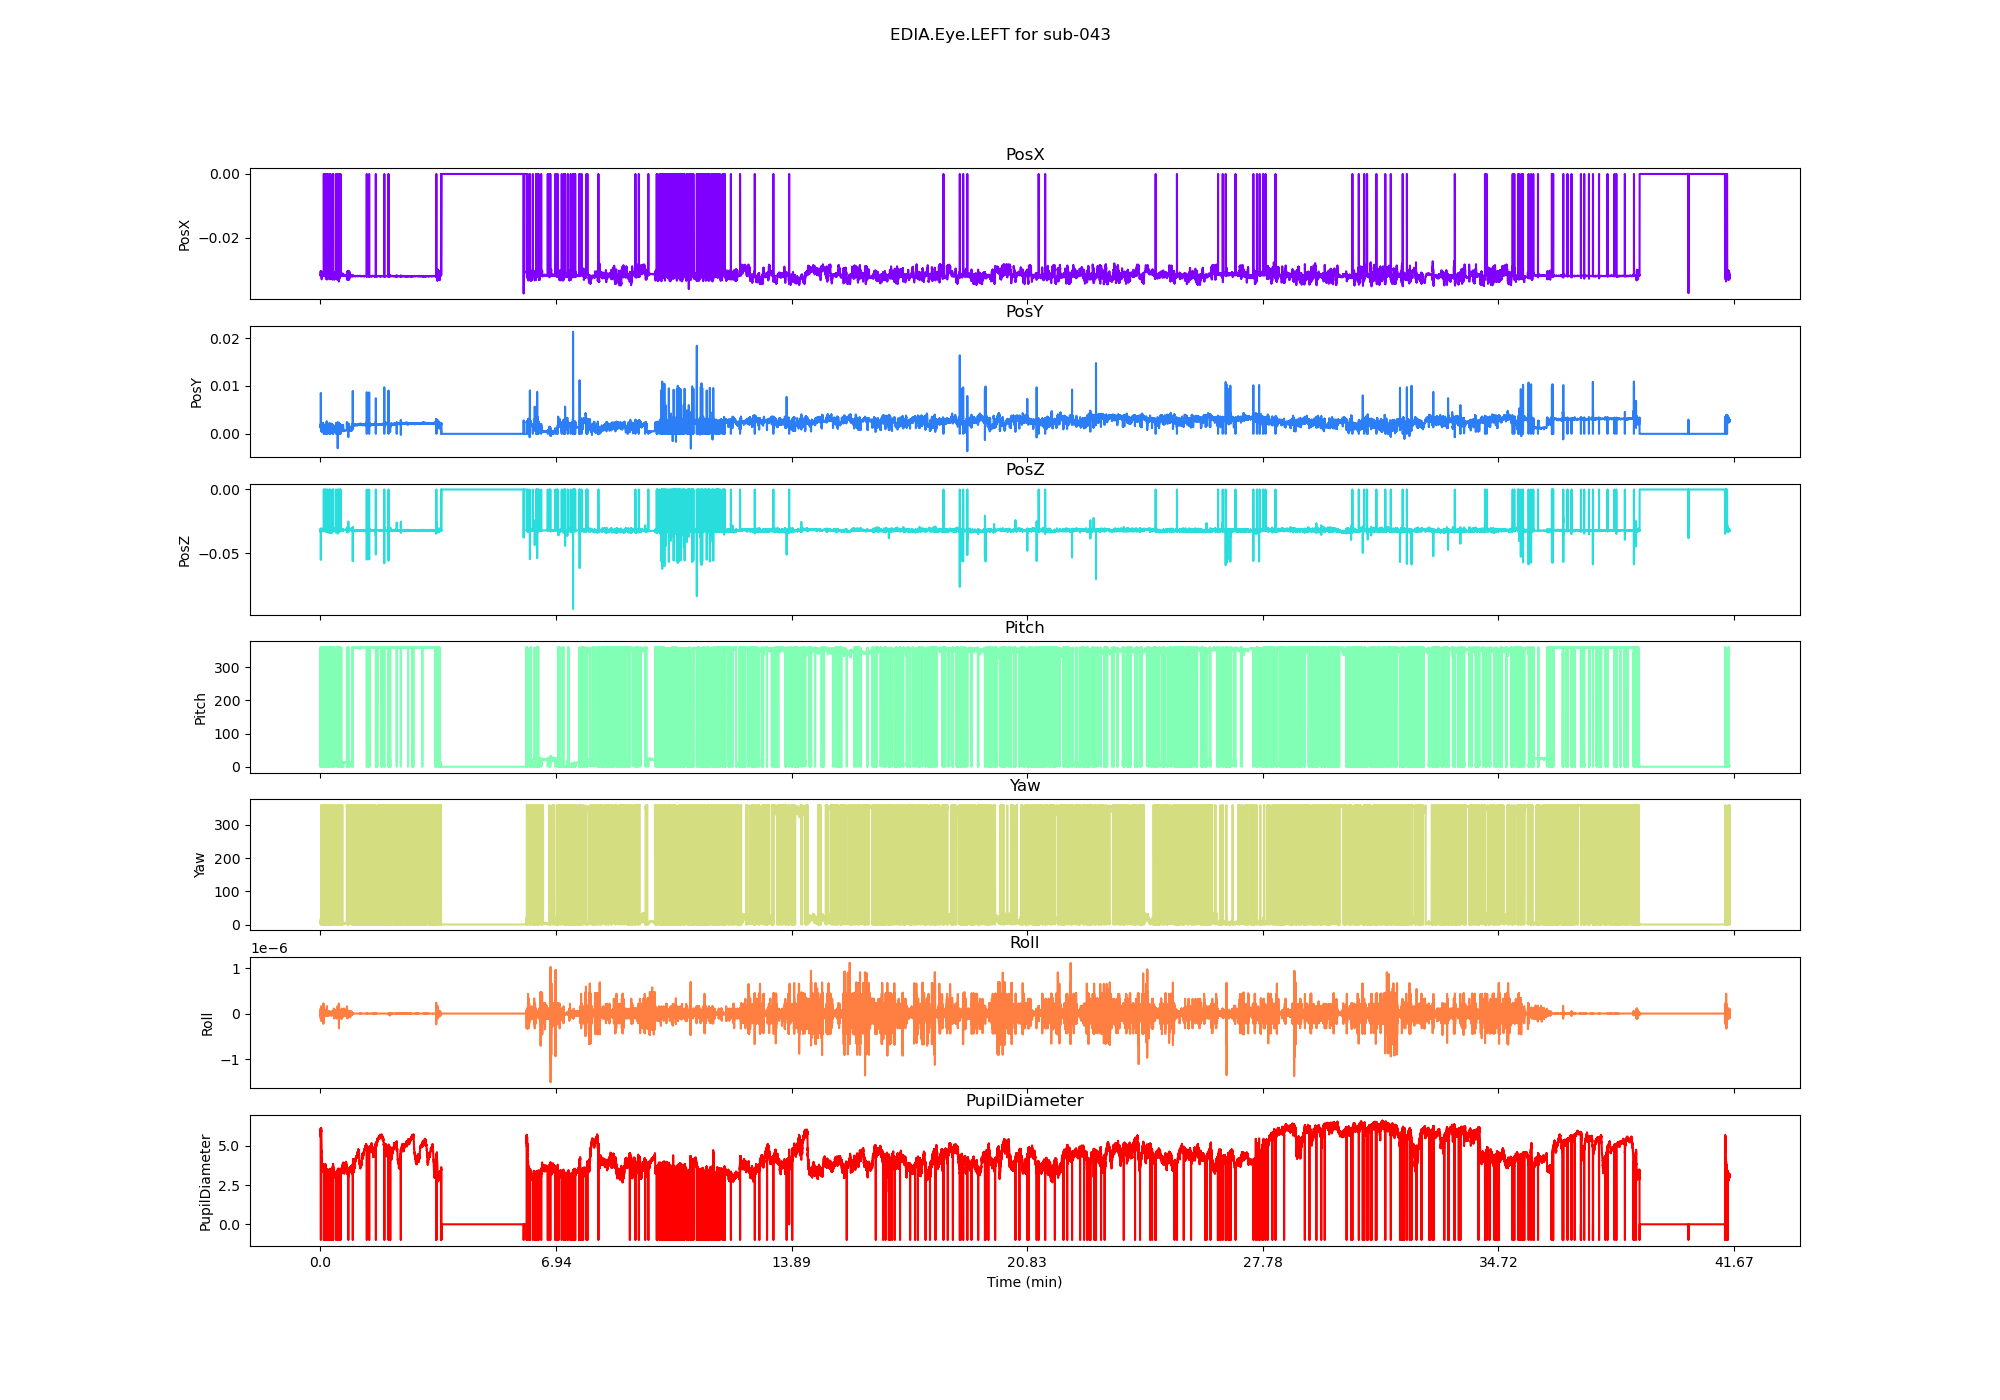 EDIA.Eye.LEFT for sub-043
PosX
0.00
−0.02
PosX
PosY
0.02
0.01
0.00
PosY
PosZ
0.00
−0.05
PosZ
Pitch
300
200
100
0
Pitch
Yaw
300
200
100
0
Yaw
1e−6
Roll
1
0
−1
Roll
PupilDiameter
5.0
2.5
0.0
PupilDiameter
0.0 6.94 13.89 20.83 27.78 34.72 41.67
Time (min)